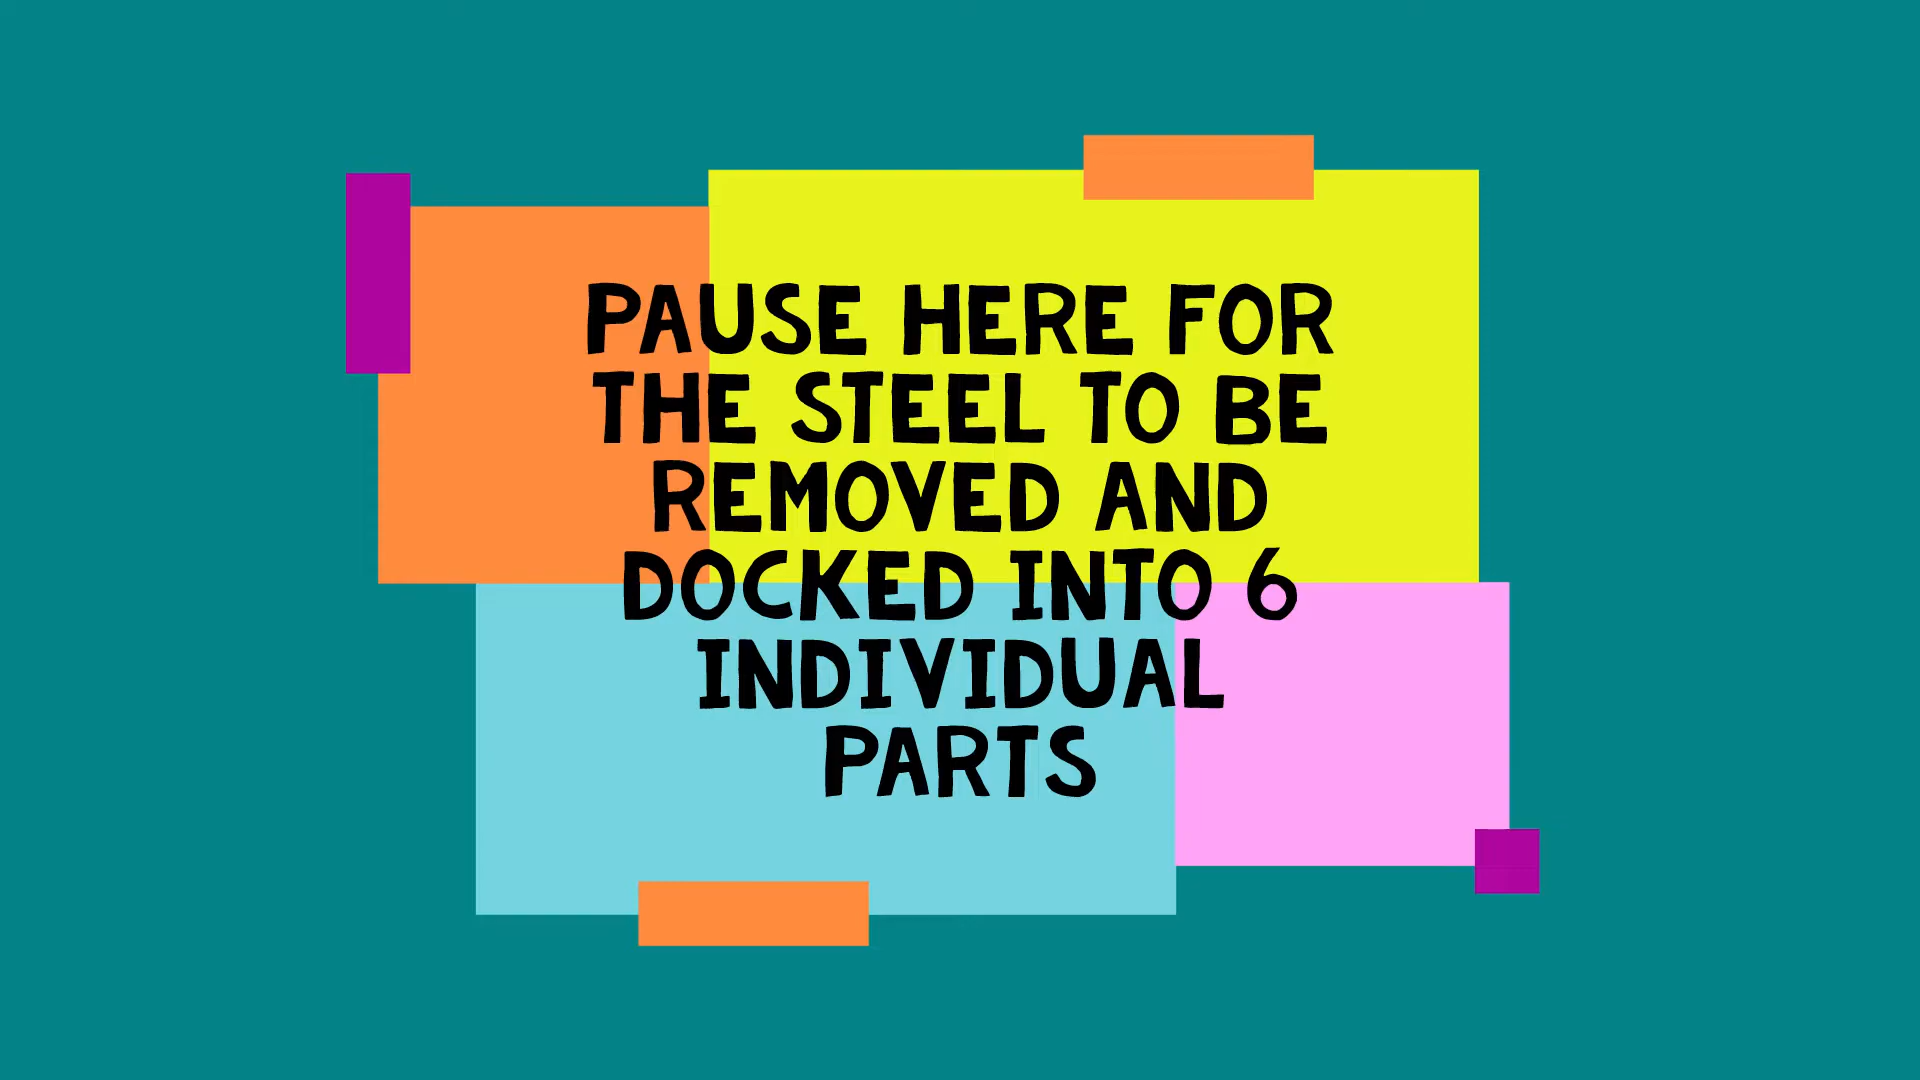 PAUSE HERE FOR
THE STEEL TO BE
REMOVED AND
DOCKED INTO 6
INDIVIDUAL
PARTS